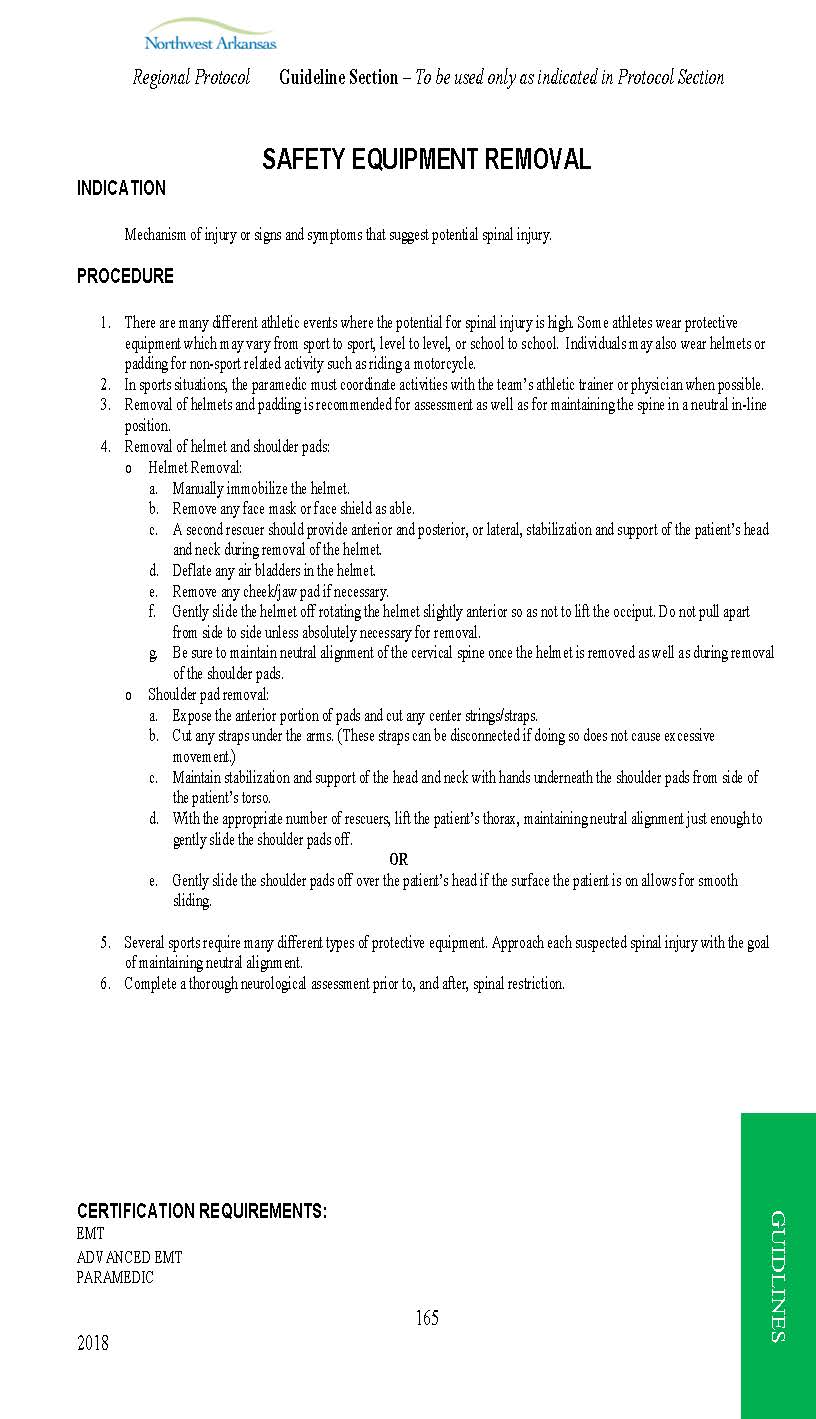 Northwest Arkansas
Regional Protocol Guideline Section – To be used only as indicated in Protocol Section
SAFETY EQUIPMENT REMOVAL
INDICATION
Mechanism of injury or signs and symptoms that suggest potential spinal injury.
PROCEDURE
1. There are many different athletic events where the potential for spinal injury is high. Some athletes wear protective
equipment which may vary from sport to sport, level to level, or school to school. Individuals may also wear helmets or
padding for non-sport related activity such as riding a motorcycle.
2. In sports situations, the paramedic must coordinate activities with the team's athletic trainer or physician when possible.
3. Removal of helmets and padding is recommended for assessment as well as for maintaining the spine in a neutral in-line
position.
4. Removal of helmet and shoulder pads:
o Helmet Removal:
a. Manually immobilize the helmet.
b. Remove any face mask or face shield as able.
c. A second rescuer should provide anterior and posterior, or lateral, stabilization and support of the patient's head
and neck during removal of the helmet.
d. Deflate any air bladders in the helmet.
e. Remove any cheek/jaw pad if necessary.
f. Gently slide the helmet off rotating the helmet slightly anterior so as not to lift the occiput. Do not pull apart
from side to side unless absolutely necessary for removal.
g. Be sure to maintain neutral alignment of the cervical spine once the helmet is removed as well as during removal
of the shoulder pads.
o Shoulder pad removal:
a. Expose the anterior portion of pads and cut any center strings/straps.
b. Cut any straps under the arms. (These straps can be disconnected if doing so does not cause excessive
movement.)
c. Maintain stabilization and support of the head and neck with hands underneath the shoulder pads from side of
the patient's torso.
d. With the appropriate number of rescuers, lift the patient's thorax, maintaining neutral alignment just enough to
gently slide the shoulder pads off.
OR
e. Gently slide the shoulder pads off over the patient's head if the surface the patient is on allows for smooth
sliding.
5. Several sports require many different types of protective equipment. Approach each suspected spinal injury with the goal
of maintaining neutral alignment.
6. Complete a thorough neurological assessment prior to, and after, spinal restriction.
CERTIFICATION REQUIREMENTS:
EMT
ADVANCED EMT
PARAMEDIC
GUIDLINES
165
2018